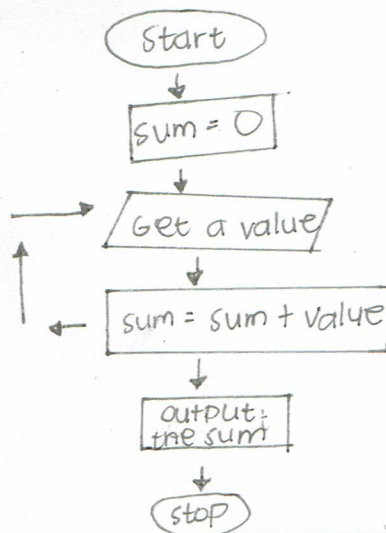 Start
sum = 0
Get a value
sum = sum + value
output
the sum
stop